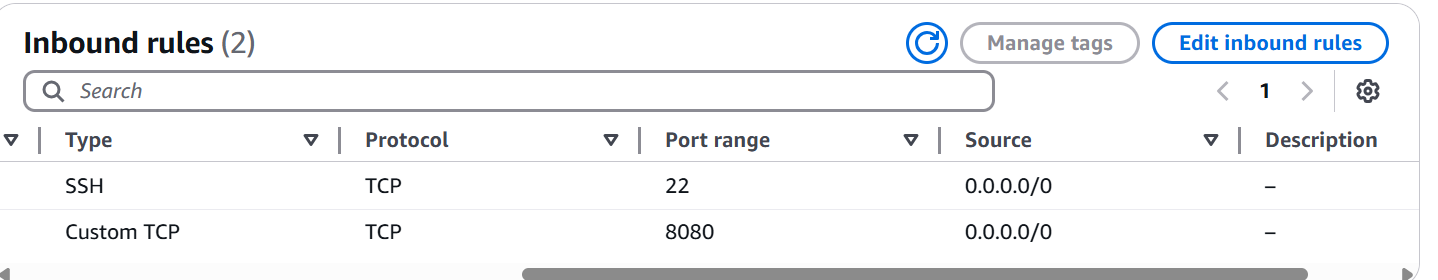 Inbound rules (2) Manage tags Edit inbound rules
Search 1
Type Protocol Port range Source Description
SSH TCP 22 0.0.0.0/0 –
Custom TCP TCP 8080 0.0.0.0/0 –